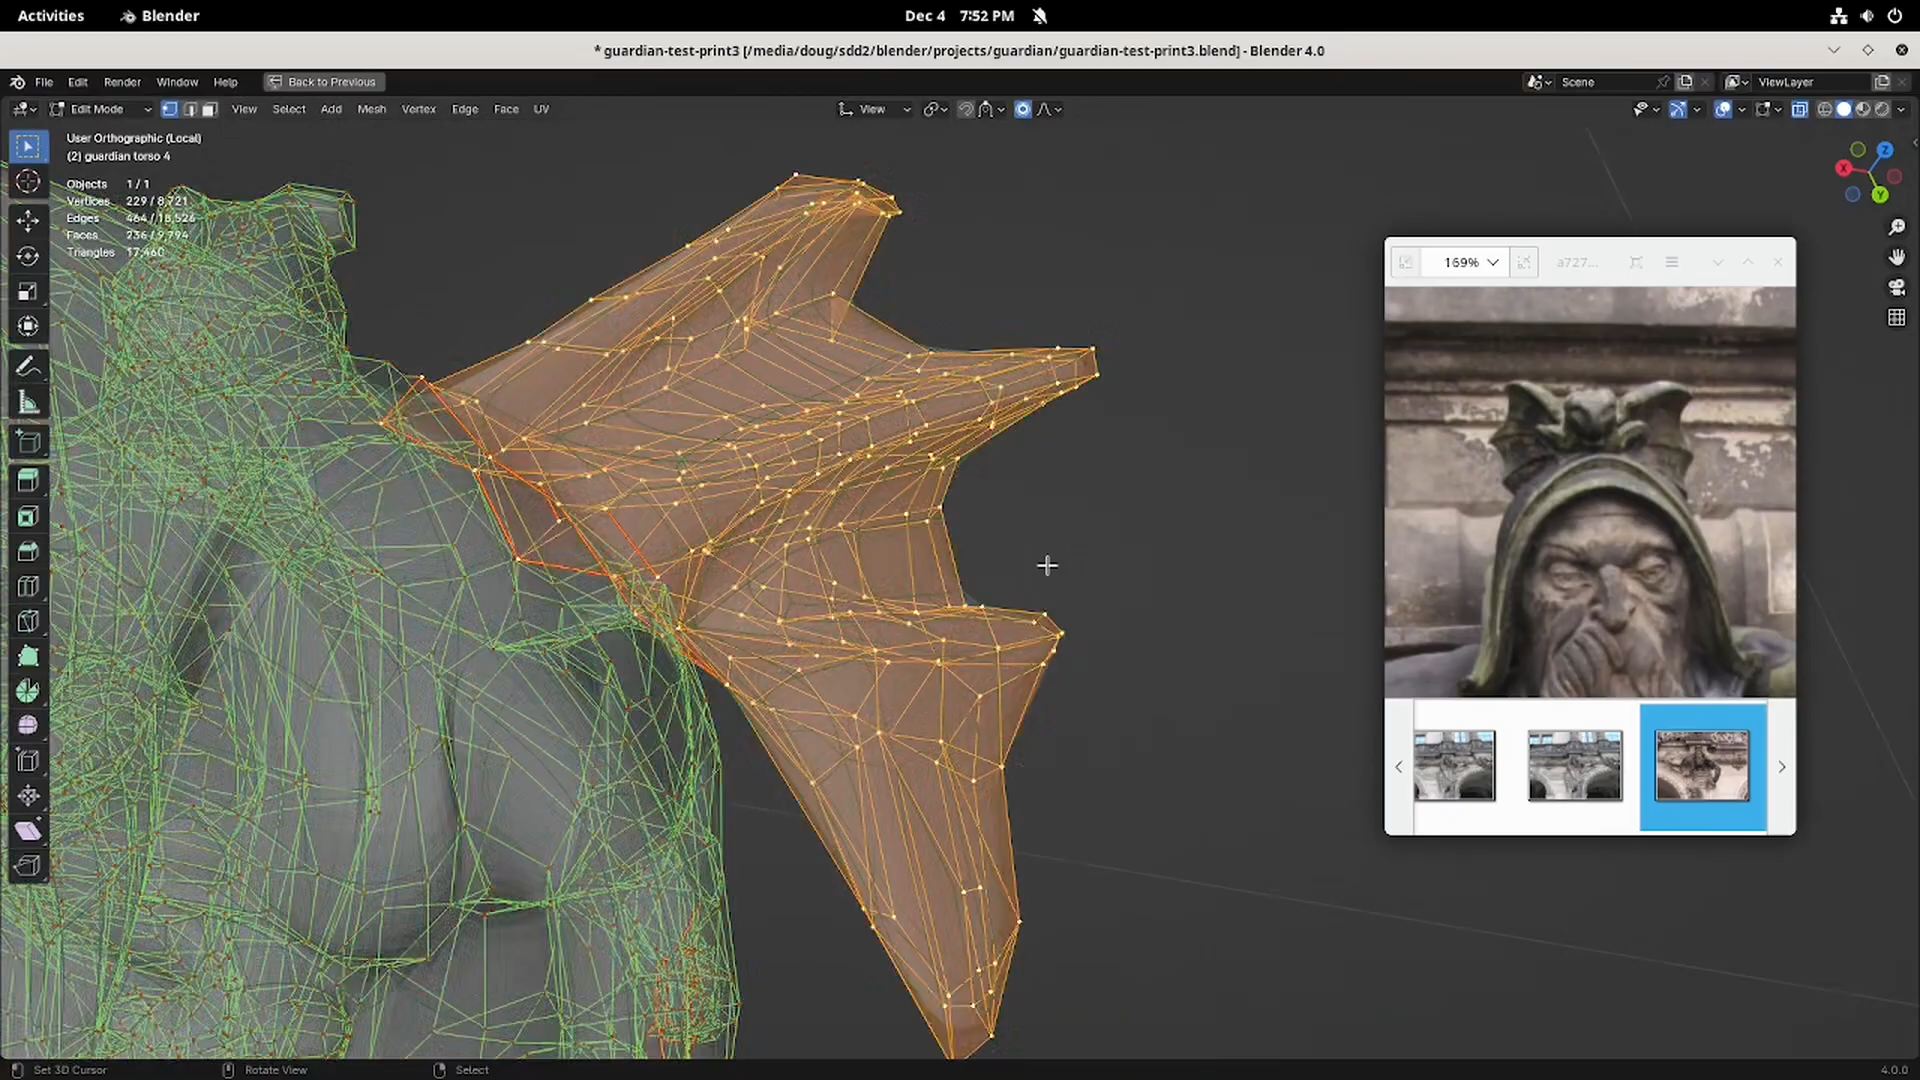 Activities Blender Dec 4 7:52 PM
* guardian-test-print3 [/media/doug/sdd2/blender/projects/guardian/guardian-test-print3.blend] - Blender 4.0
File Edit Render Window Help Back to Previous Scene ViewLayer
Edit Mode View Select Add Mesh Vertex Edge Face UV View
User Orthographic (Local)
(2) guardian torso 4
Objects 1 / 1
Vertices 229 / 8,721
Edges 464 / 18,526
Faces 236 / 9,794
Triangles 17,460
X
Y
Z
169% a727...
Set 3D Cursor Rotate View Select 4.0.0